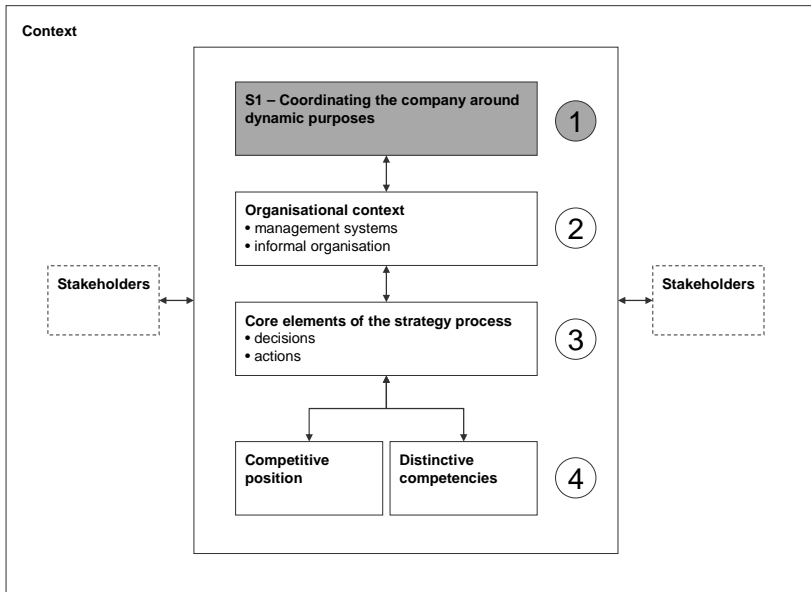 Context
S1 – Coordinating the company around
dynamic purposes
1
Organisational context
• management systems
• informal organisation
2
Stakeholders
Stakeholders
Core elements of the strategy process
• decisions
• actions
3
Competitive
position
Distinctive
competencies
4